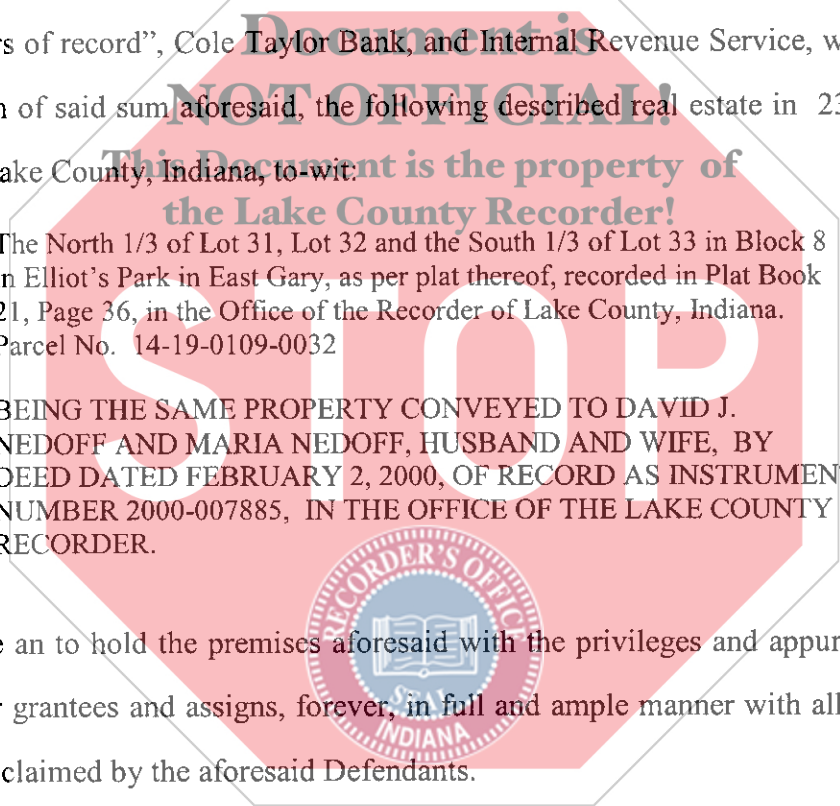 rs of record", Cole Taylor Bank, and Internal Revenue Service, w
Document is
n of said sum aforesaid, the following described real estate in 23
NOT OFFICIAL!
ake County, Indiana, to-wit:
This Document is the property of
the Lake County Recorder!
The North 1/3 of Lot 31, Lot 32 and the South 1/3 of Lot 33 in Block 8
in Elliot's Park in East Gary, as per plat thereof, recorded in Plat Book
21, Page 36, in the Office of the Recorder of Lake County, Indiana.
Parcel No. 14-19-0109-0032
STOP
BEING THE SAME PROPERTY CONVEYED TO DAVID J.
NEDOFF AND MARIA NEDOFF, HUSBAND AND WIFE, BY
DEED DATED FEBRUARY 2, 2000, OF RECORD AS INSTRUMEN
NUMBER 2000-007885, IN THE OFFICE OF THE LAKE COUNTY
RECORDER.
RECORDER'S OFFICE
SEAL
INDIANA
e an to hold the premises aforesaid with the privileges and appur
r grantees and assigns, forever, in full and ample manner with all
claimed by the aforesaid Defendants.